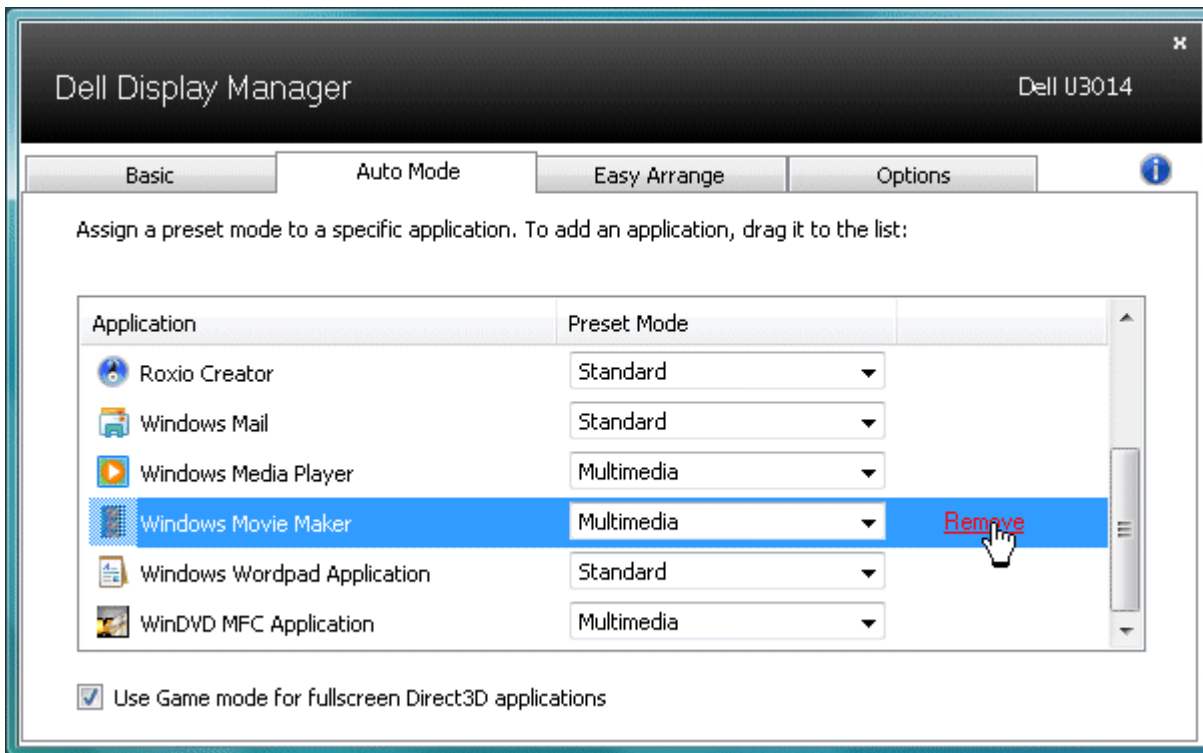 x
Dell Display Manager
Dell U3014
Basic
Auto Mode
Easy Arrange
Options
i
Assign a preset mode to a specific application. To add an application, drag it to the list:
Application Preset Mode
Roxio Creator Standard
Windows Mail Standard
Windows Media Player Multimedia
Windows Movie Maker Multimedia Remove
Windows Wordpad Application Standard
WinDVD MFC Application Multimedia
Use Game mode for fullscreen Direct3D applications